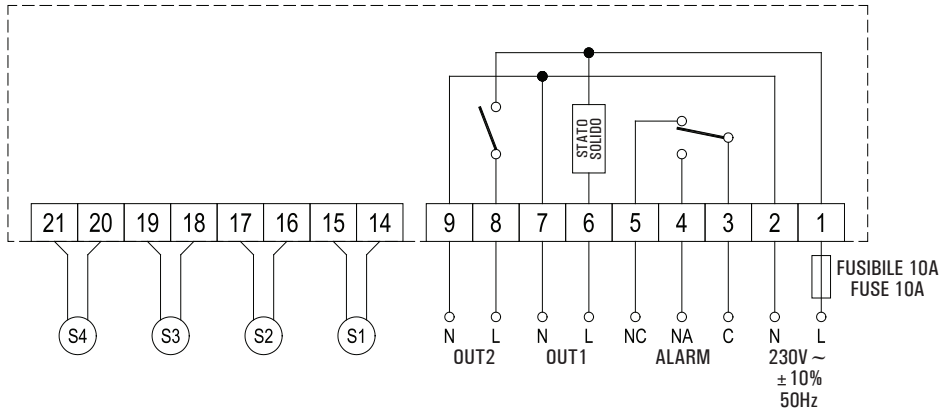 STATO
SOLIDO
21 20 19 18 17 16 15 14 9 8 7 6 5 4 3 2 1
FUSIBILE 10A
FUSE 10A
S4 S3 S2 S1
N L N L NC NA C N L
OUT2 OUT1 ALARM 230V ~
±10%
50Hz